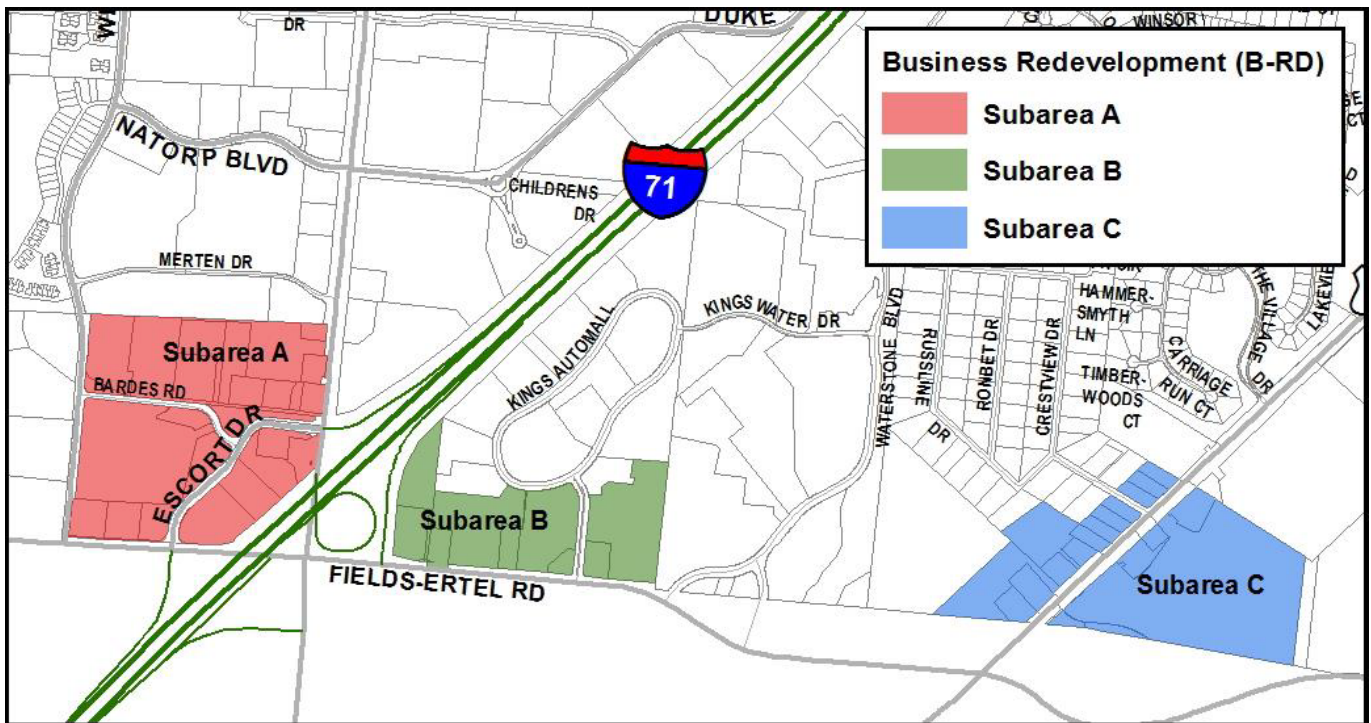 DR
DUKE
WINSOR
Business Redevelopment (B-RD)
Subarea A
Subarea B
Subarea C
NATORP BLVD
CHILDRENS
DR
71
MERTEN DR
Subarea A
BARDES RD
ESCORT DR
KINGS AUTOMALL
KINGS WATER DR
WATERSTONE BLVD
RUSSLINE
DR
RONBET DR
CRESTVIEW DR
HAMMER-
SMYTH
LN
TIMBER-
WOODS
CT
CARRIAGE
RUN CT
THE VILLAGE
DR
Subarea B
FIELDS-ERTEL RD
Subarea C